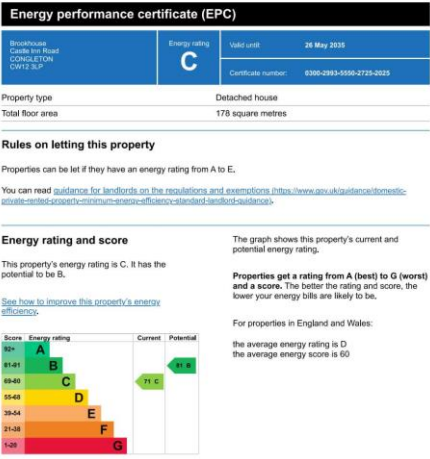 Energy performance certificate (EPC)
Brookhouse
Castle Inn Road
CONGLETON
CW12 3LP
Energy rating
C
Valid until: 26 May 2035
Certificate number: 0300-2993-5550-2725-2025
Property type Detached house
Total floor area 178 square metres
Rules on letting this property
Properties can be let if they have an energy rating from A to E.
You can read guidance for landlords on the regulations and exemptions (https://www.gov.uk/guidance/domestic-
private-rented-property-minimum-energy-efficiency-standard-landlord-guidance).
Energy rating and score
This property's energy rating is C. It has the
potential to be B.
See how to improve this property's energy
efficiency.
Score Energy rating Current Potential
92+ A
81-91 B 81 B
69-80 C 71 C
55-68 D
39-54 E
21-38 F
1-20 G
The graph shows this property's current and
potential energy rating.
Properties get a rating from A (best) to G (worst)
and a score. The better the rating and score, the
lower your energy bills are likely to be.
For properties in England and Wales:
the average energy rating is D
the average energy score is 60